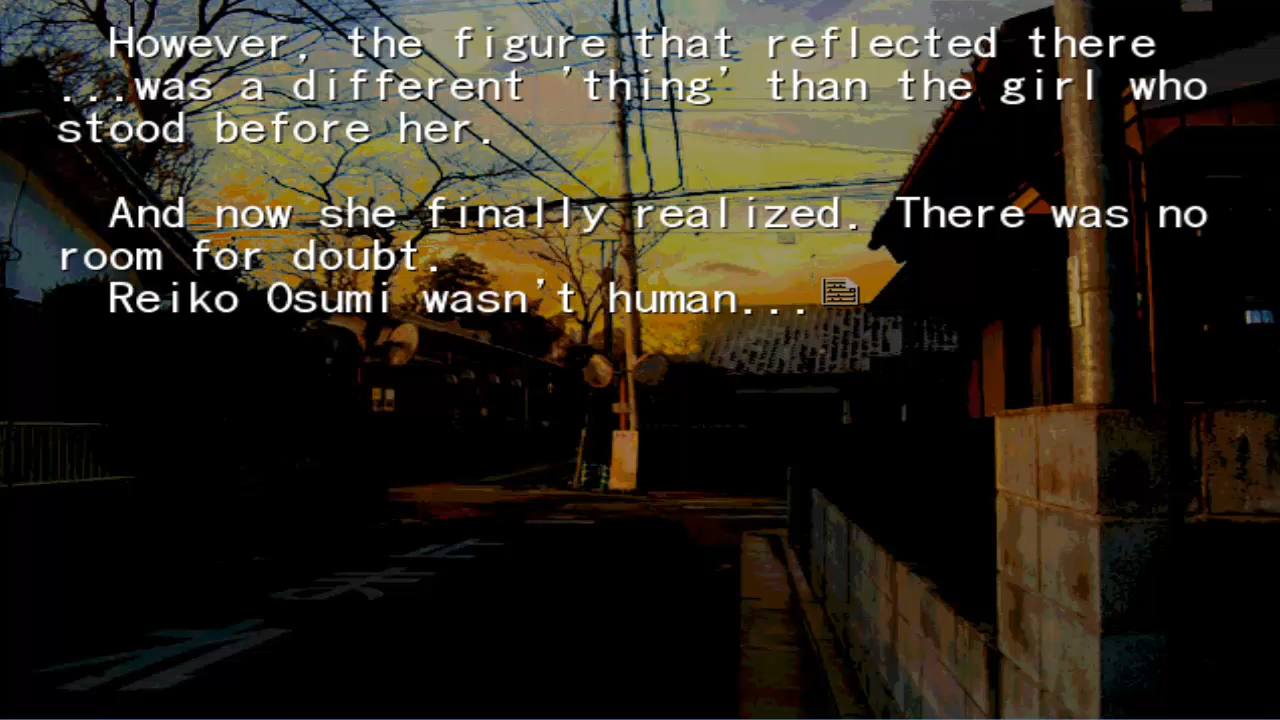 However, the figure that reflected there
...was a different 'thing' than the girl who
stood before her.
And now she finally realized. There was no
room for doubt.
Reiko Osumi wasn't human...